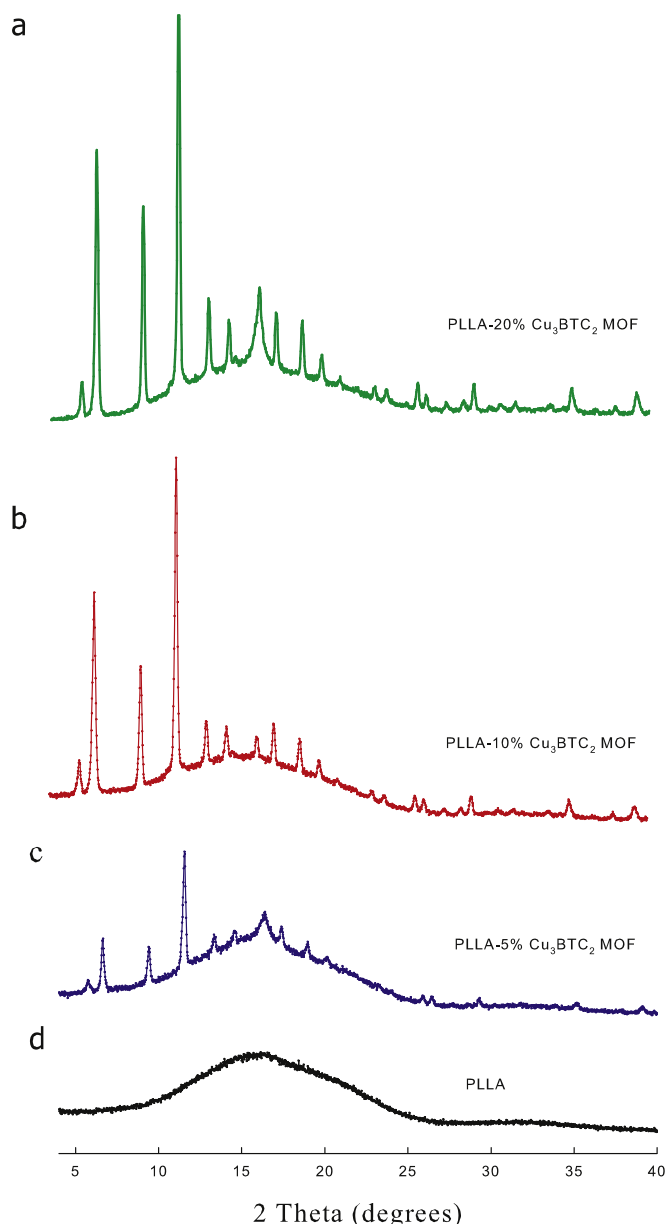 a
PLLA-20% Cu₃BTC₂ MOF
b
PLLA-10% Cu₃BTC₂ MOF
c
PLLA-5% Cu₃BTC₂ MOF
d
PLLA
5 10 15 20 25 30 35 40
2 Theta (degrees)